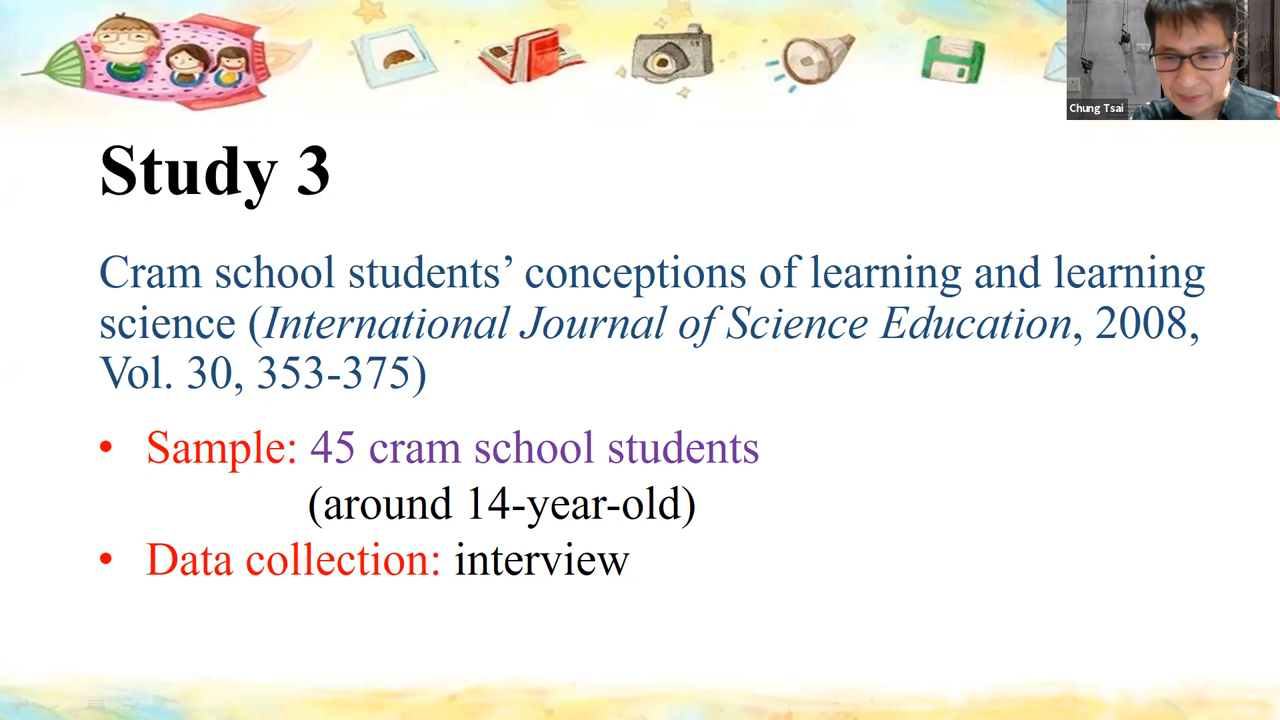 Chung Tsai
Study 3
Cram school students’ conceptions of learning and learning
science (International Journal of Science Education, 2008,
Vol. 30, 353-375)
• Sample: 45 cram school students
(around 14-year-old)
• Data collection: interview